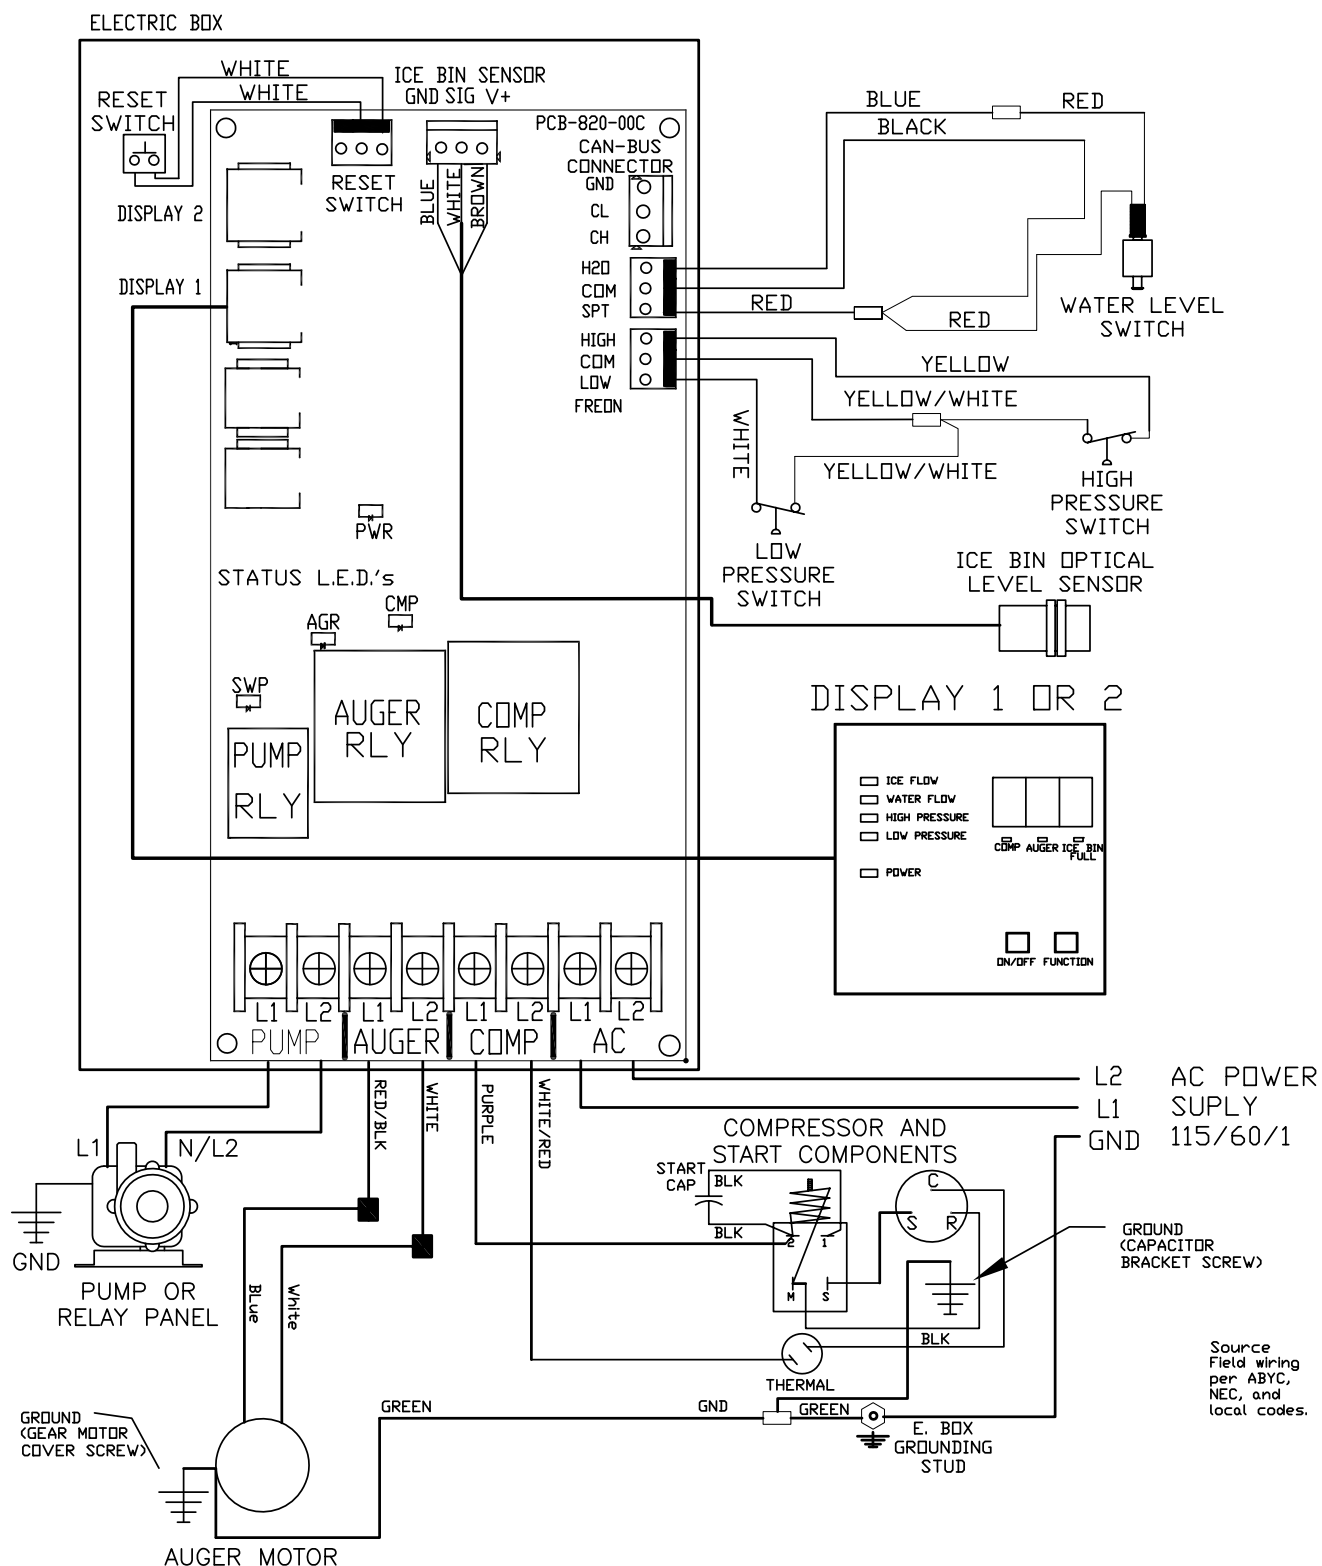 ELECTRIC BOX
WHITE
WHITE
RESET
SWITCH
ICE BIN SENSOR
GND SIG V+
PCB-820-00C
CAN-BUS
CONNECTOR
GND
CL
CH
RESET
SWITCH
BLUE
WHITE
BROWN
DISPLAY 2
DISPLAY 1
H2O
COM
SPT
HIGH
COM
LOW
FREON
BLUE
RED
BLACK
RED
RED
WATER LEVEL
SWITCH
YELLOW
YELLOW/WHITE
WHITE
YELLOW/WHITE
HIGH
PRESSURE
SWITCH
LOW
PRESSURE
SWITCH
ICE BIN OPTICAL
LEVEL SENSOR
PWR
STATUS L.E.D.'s
CMP
AGR
SWP
AUGER
RLY
COMP
RLY
PUMP
RLY
DISPLAY 1 OR 2
ICE FLOW
WATER FLOW
HIGH PRESSURE
LOW PRESSURE
POWER
COMP AUGER ICE BIN
FULL
ON/OFF FUNCTION
L1 L2 L1 L2 L1 L2 L1 L2
PUMP AUGER COMP AC
RED/BLK
WHITE
PURPLE
WHITE/RED
L2
L1
GND
AC POWER
SUPLY
115/60/1
L1
N/L2
GND
PUMP OR
RELAY PANEL
COMPRESSOR AND
START COMPONENTS
START
CAP
BLK
BLK
2 1
M S
C
S R
GROUND
(CAPACITOR
BRACKET SCREW)
BLK
THERMAL
BLue
White
Source
Field wiring
per ABYC,
NEC, and
local codes.
GREEN
GND
GREEN
E. BOX
GROUNDING
STUD
GROUND
(GEAR MOTOR
COVER SCREW)
AUGER MOTOR